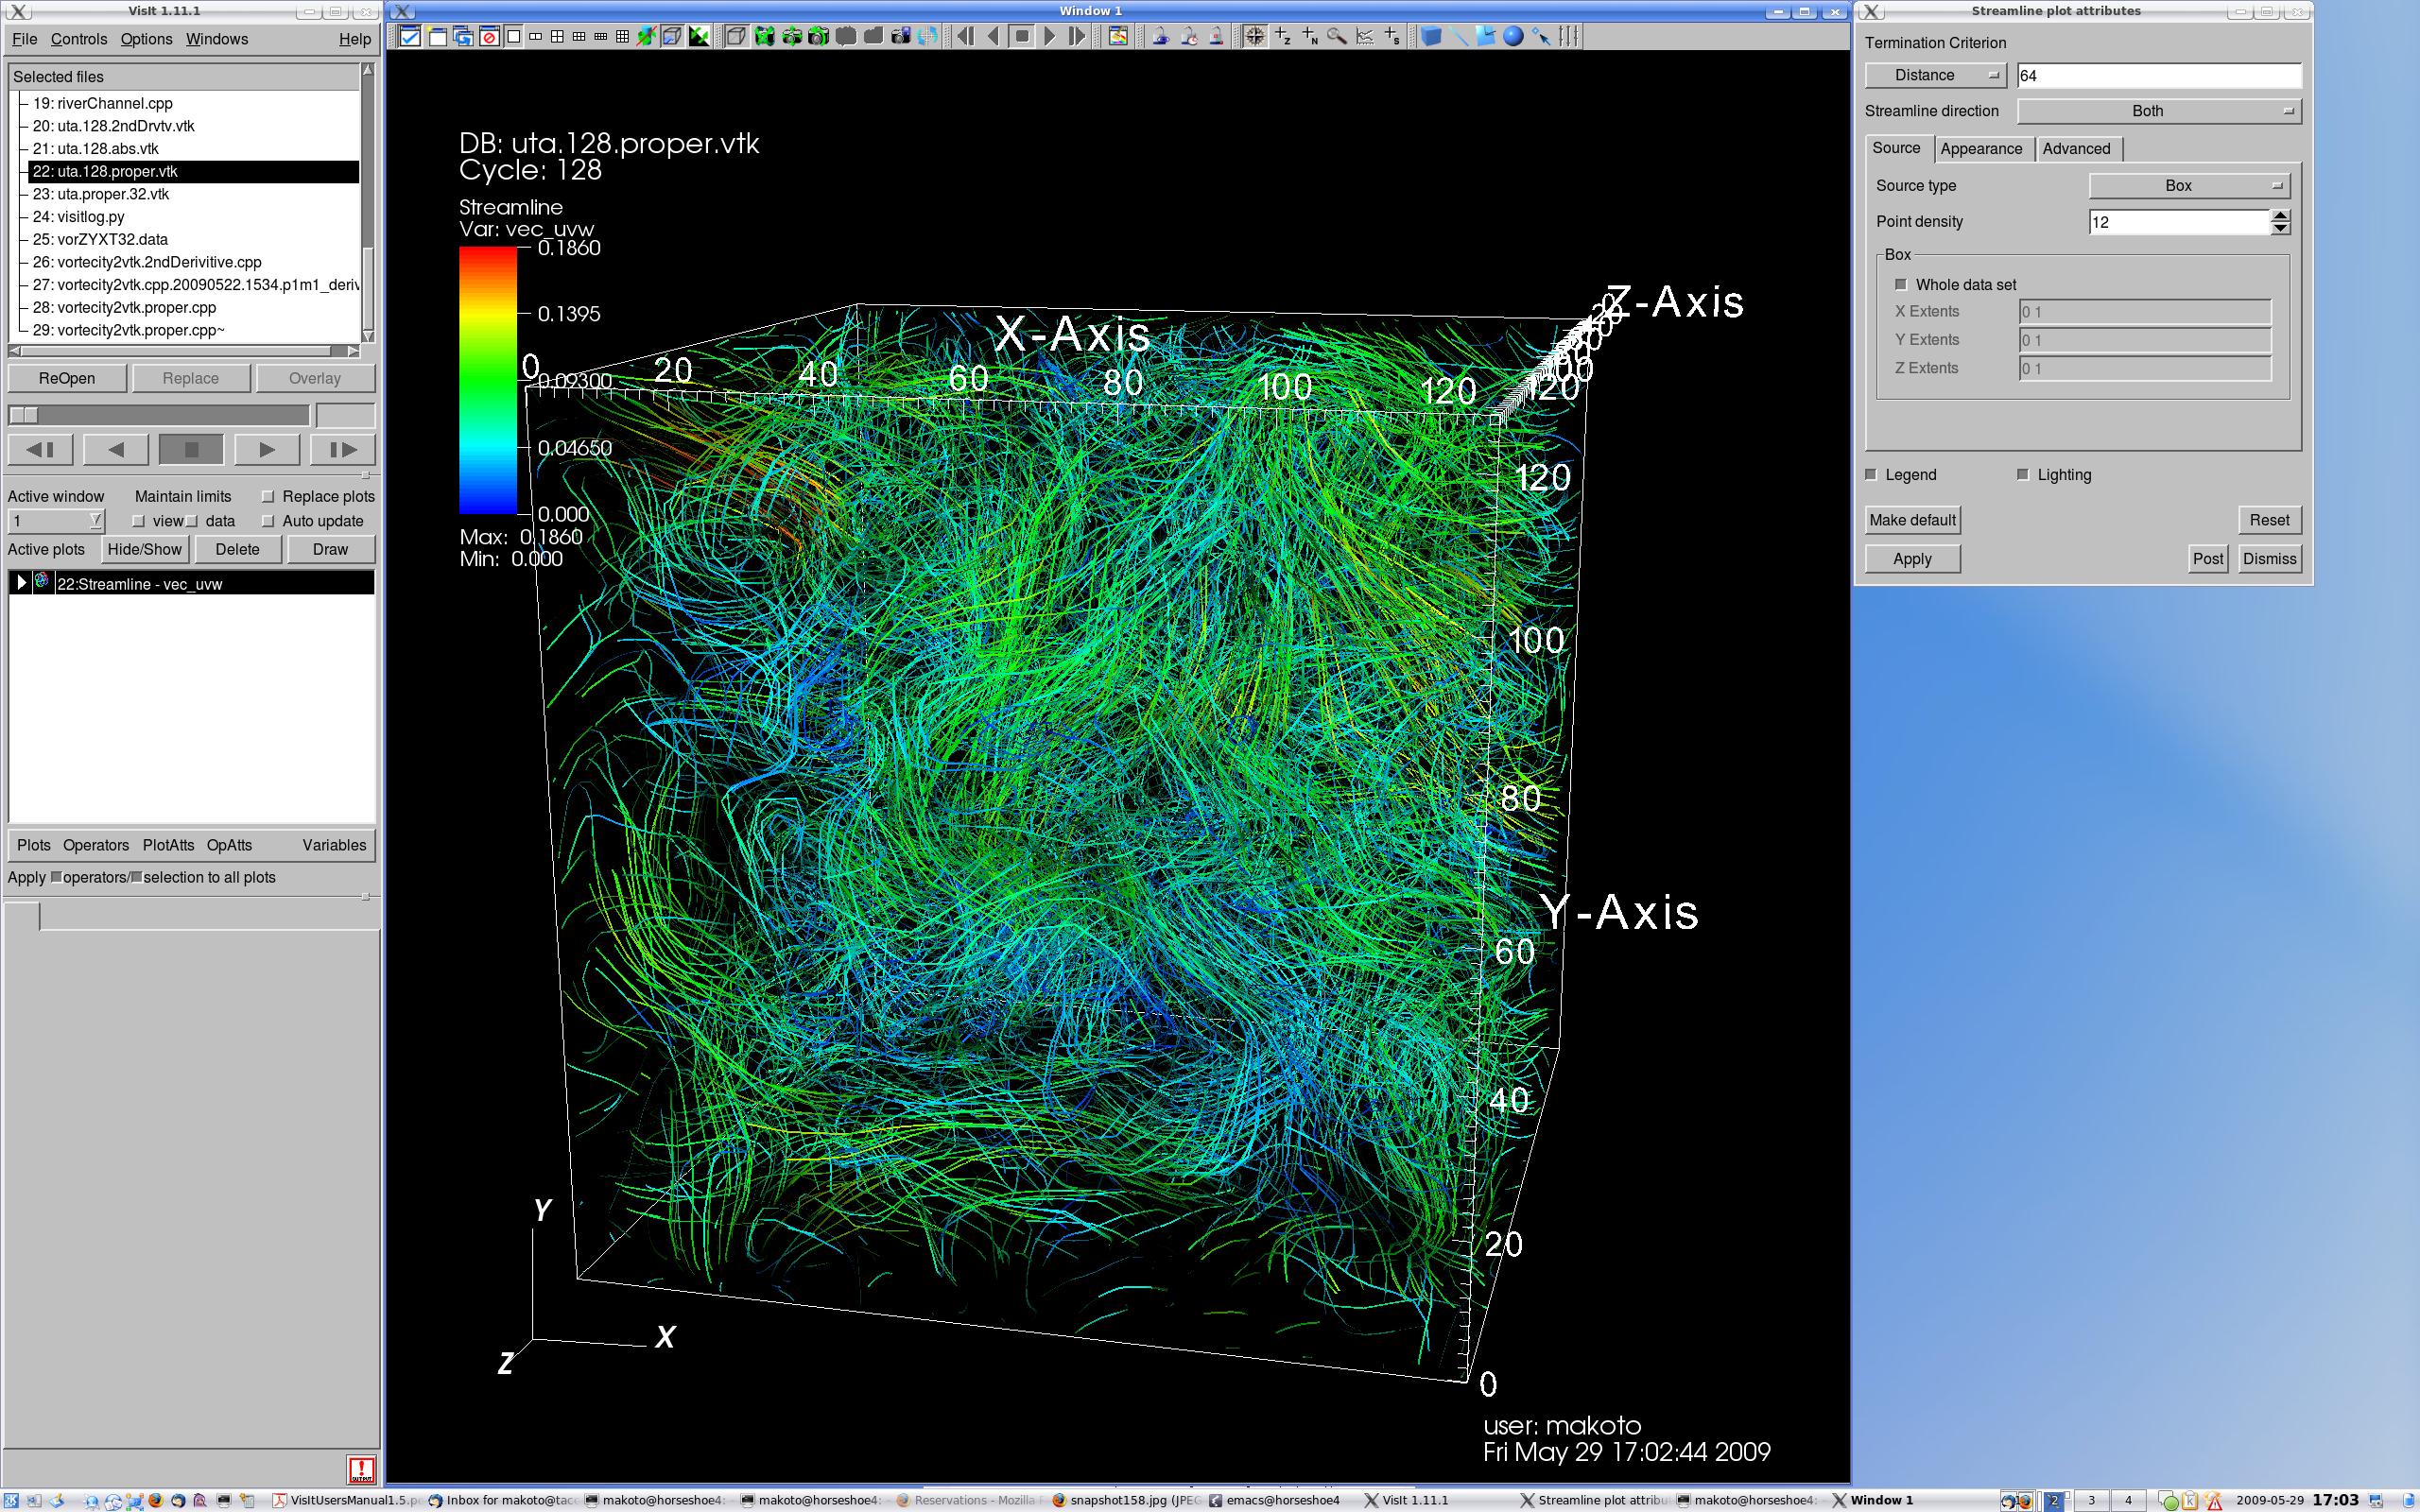 VisIt 1.11.1
File Controls Options Windows Help
Selected files
19: riverChannel.cpp
20: uta.128.2ndDrvtv.vtk
21: uta.128.abs.vtk
22: uta.128.proper.vtk
23: uta.proper.32.vtk
24: visitlog.py
25: vorZYXT32.data
26: vortecity2vtk.2ndDerivitive.cpp
27: vortecity2vtk.cpp.20090522.1534.p1m1_deriv
28: vortecity2vtk.proper.cpp
29: vortecity2vtk.proper.cpp~
ReOpen Replace Overlay
Active window Maintain limits Replace plots
1 view data Auto update
Active plots Hide/Show Delete Draw
22:Streamline - vec_uvw
Plots Operators PlotAtts OpAtts Variables
Apply operators/ selection to all plots
Window 1
DB: uta.128.proper.vtk
Cycle: 128
Streamline
Var: vec_uvw
0.1860
0.1395
0.09300
0.04650
0.000
Max: 0.1860
Min: 0.000
X-Axis
0 20 40 60 80 100 120
Z-Axis
100
120
120
100
80
Y-Axis
60
40
20
0
Y
X
Z
user: makoto
Fri May 29 17:02:44 2009
Streamline plot attributes
Termination Criterion
Distance 64
Streamline direction Both
Source Appearance Advanced
Source type Box
Point density 12
Box
Whole data set
X Extents 0 1
Y Extents 0 1
Z Extents 0 1
Legend Lighting
Make default Reset
Apply Post Dismiss
VisItUsersManual1.5.p Inbox for makoto@tac makoto@horseshoe4: makoto@horseshoe4: Reservations - Mozilla snapshot158.jpg (JPEG emacs@horseshoe4 VisIt 1.11.1 Streamline plot attribu makoto@horseshoe4: Window 1 2 3 4 2009-05-29 17:03